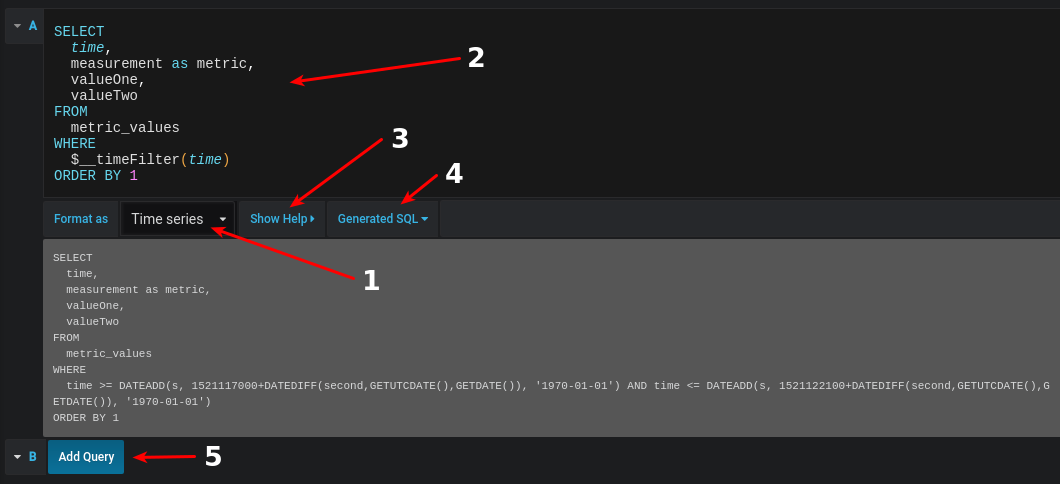 A
SELECT
  time,
  measurement as metric,
  valueOne,
  valueTwo
FROM
  metric_values
WHERE
  $__timeFilter(time)
ORDER BY 1
2
3
4
Format as Time series Show Help Generated SQL
1
SELECT
  time,
  measurement as metric,
  valueOne,
  valueTwo
FROM
  metric_values
WHERE
  time >= DATEADD(s, 1521117000+DATEDIFF(second,GETUTCDATE(),GETDATE()), '1970-01-01') AND time <= DATEADD(s, 1521122100+DATEDIFF(second,GETUTCDATE(),G
ETDATE()), '1970-01-01')
ORDER BY 1
B Add Query 5